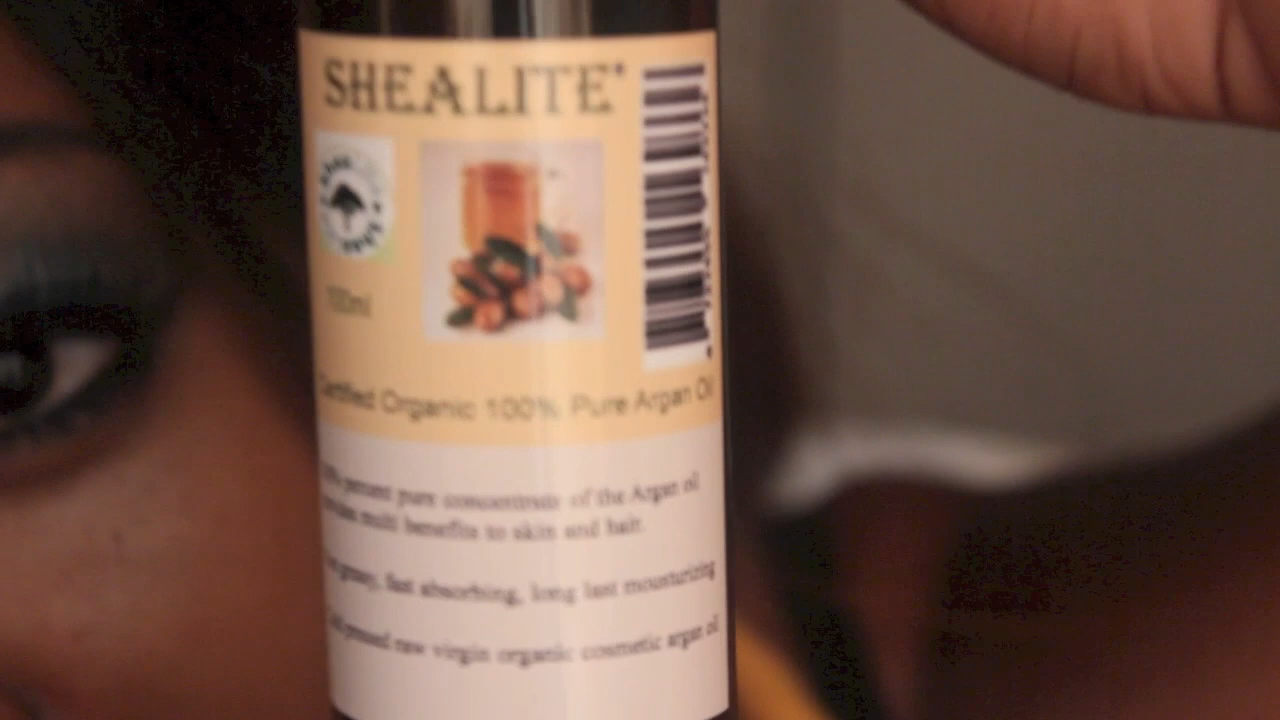 SHEALITE
100ml
Certified Organic 100% Pure Argan Oil
percent pure concentrate of the Argan oil
multi benefits to skin and hair.
greasy, fast absorbing, long last mousturizing
pressed raw virgin organic cosmetic argan oil